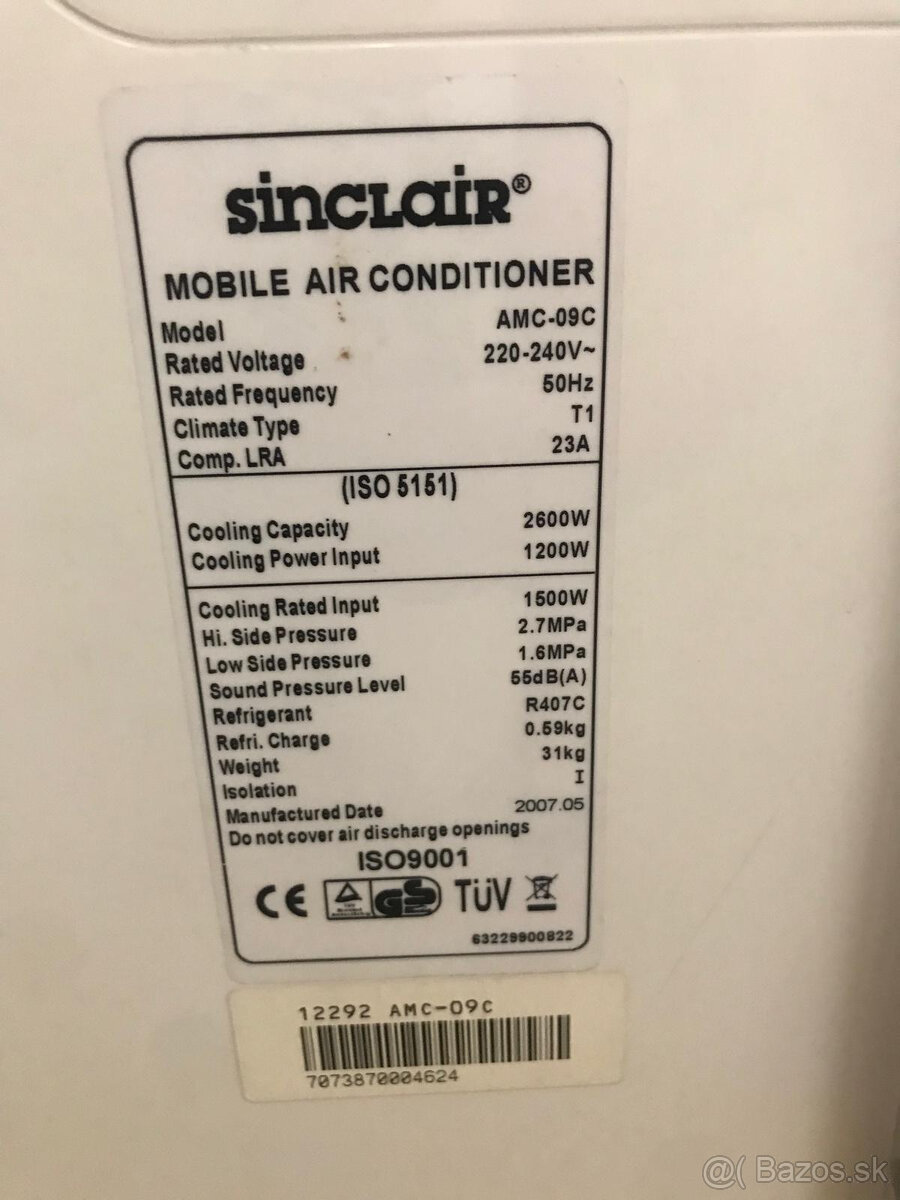 sinclair®
MOBILE AIR CONDITIONER
Model AMC-09C
Rated Voltage 220-240V~
Rated Frequency 50Hz
Climate Type T1
Comp. LRA 23A
(ISO 5151)
Cooling Capacity 2600W
Cooling Power Input 1200W
Cooling Rated Input 1500W
Hi. Side Pressure 2.7MPa
Low Side Pressure 1.6MPa
Sound Pressure Level 55dB(A)
Refrigerant R407C
Refri. Charge 0.59kg
Weight 31kg
Isolation I
Manufactured Date 2007.05
Do not cover air discharge openings
ISO9001
CE GS TÜV
63229900822
12292 AMC-09C
7073870004624
@( Bazos.sk